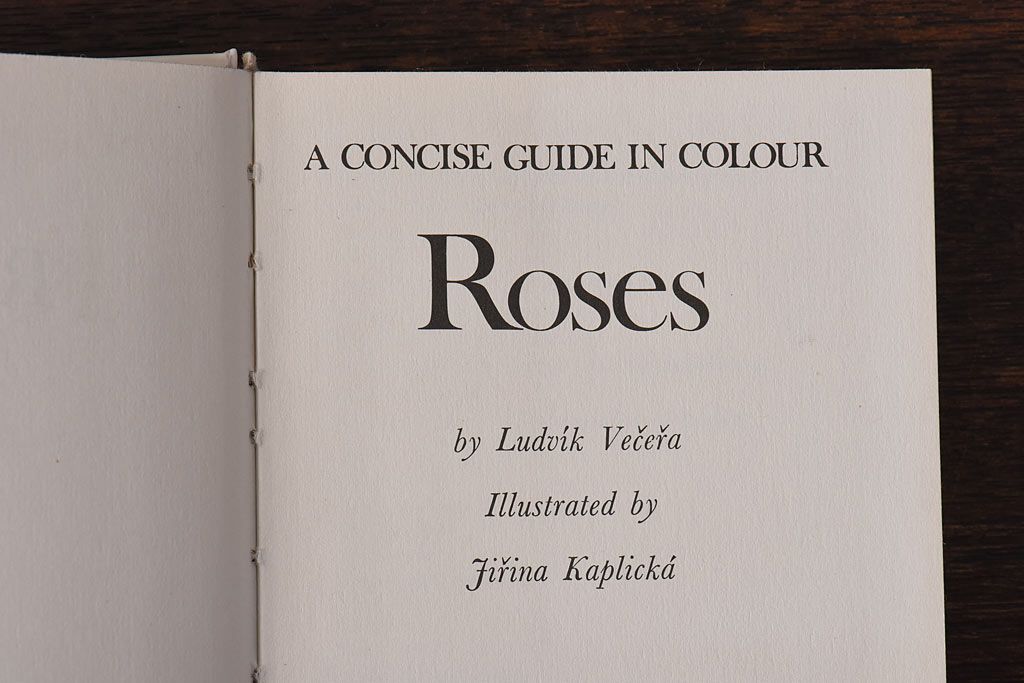 A CONCISE GUIDE IN COLOUR
Roses
by Ludvík Večeřa
Illustrated by
Jiřina Kaplická